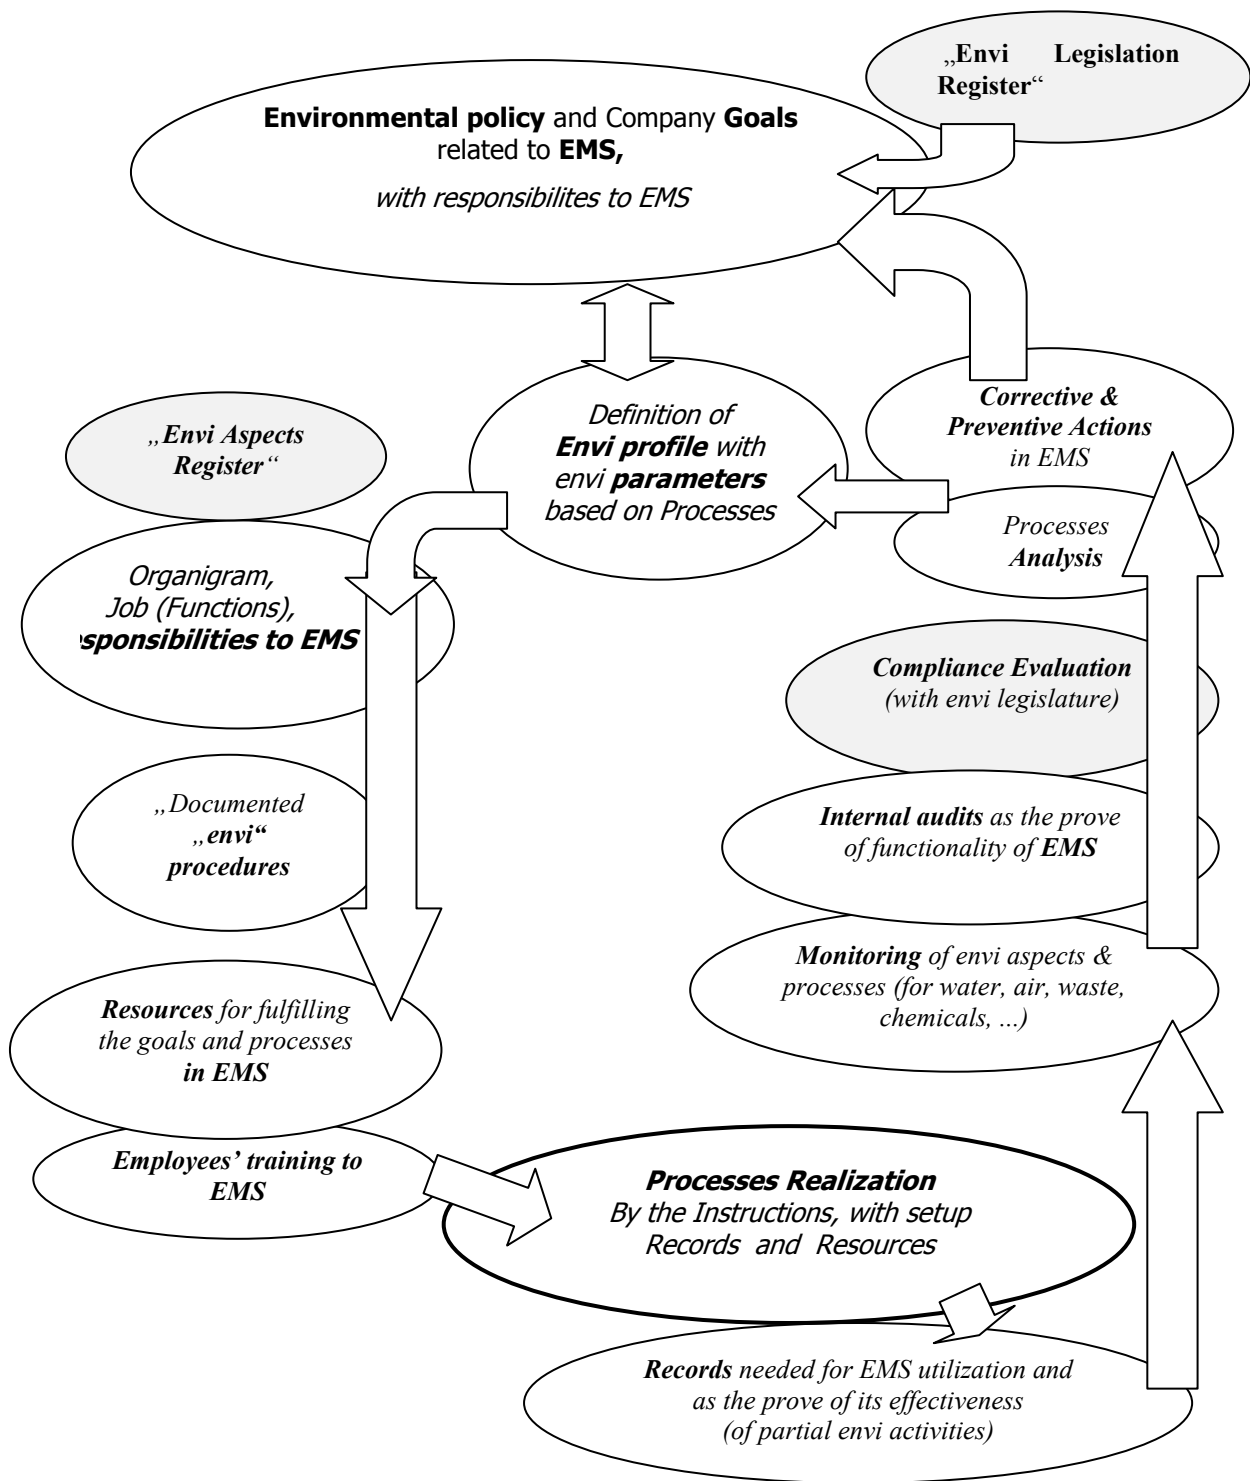 „Envi Legislation
Register“
Environmental policy and Company Goals
related to EMS,
with responsibilites to EMS
Corrective &
Preventive Actions
in EMS
Definition of
Envi profile with
envi parameters
based on Processes
„Envi Aspects
Register“
Processes
Analysis
Organigram,
Job (Functions),
esponsibilities to EMS
Compliance Evaluation
(with envi legislature)
„Documented
„envi“
procedures
Internal audits as the prove
of functionality of EMS
Monitoring of envi aspects &
processes (for water, air, waste,
chemicals, ...)
Resources for fulfilling
the goals and processes
in EMS
Employees’ training to
EMS
Processes Realization
By the Instructions, with setup
Records and Resources
Records needed for EMS utilization and
as the prove of its effectiveness
(of partial envi activities)